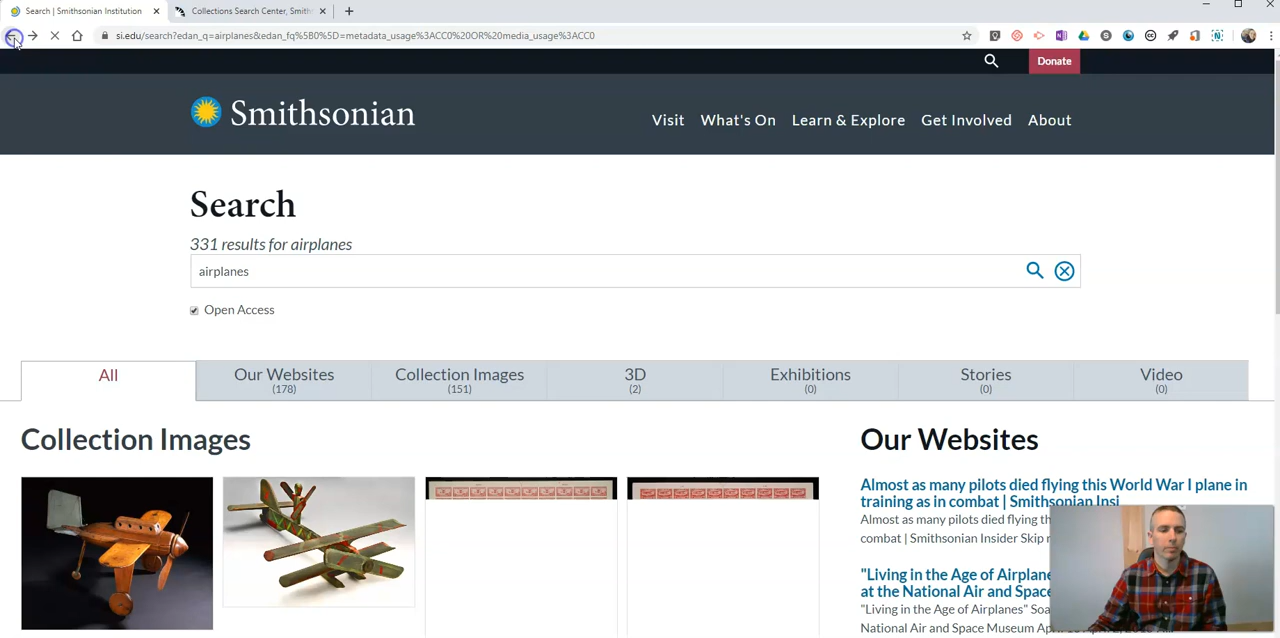 Search | Smithsonian Institution
Collections Search Center, Smith
si.edu/search?edan_q=airplanes&edan_fq%5B0%5D=metadata_usage%3ACC0%20OR%20media_usage%3ACC0
Donate
Smithsonian
Visit What's On Learn & Explore Get Involved About
Search
331 results for airplanes
airplanes
Open Access
All Our Websites Collection Images 3D Exhibitions Stories Video
(178) (151) (2) (0) (0) (0)
Collection Images
Our Websites
Almost as many pilots died flying this World War I plane in
training as in combat | Smithsonian Insi
Almost as many pilots died flying th
combat | Smithsonian Insider Skip
"Living in the Age of Airplane
at the National Air and Space
"Living in the Age of Airplanes" Soa
National Air and Space Museum